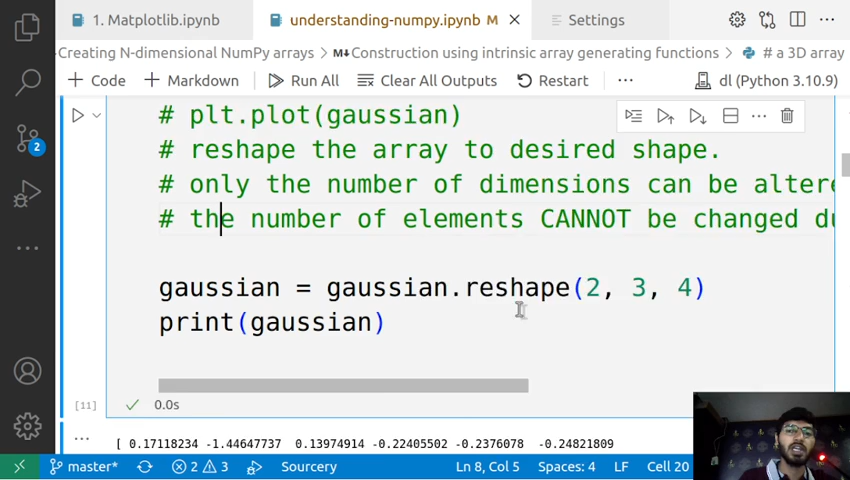 1. Matplotlib.ipynb
understanding-numpy.ipynb M
Settings
Creating N-dimensional NumPy arrays > Construction using intrinsic array generating functions > # a 3D array
+ Code + Markdown Run All Clear All Outputs Restart ... dl (Python 3.10.9)
# plt.plot(gaussian)
# reshape the array to desired shape.
# only the number of dimensions can be altere
# the number of elements CANNOT be changed du
gaussian = gaussian.reshape(2, 3, 4)
print(gaussian)
[11] 0.0s
[ 0.17118234 -1.44647737 0.13974914 -0.22405502 -0.2376078 -0.24821809
2
master* 2 3 Sourcery Ln 8, Col 5 Spaces: 4 LF Cell 20